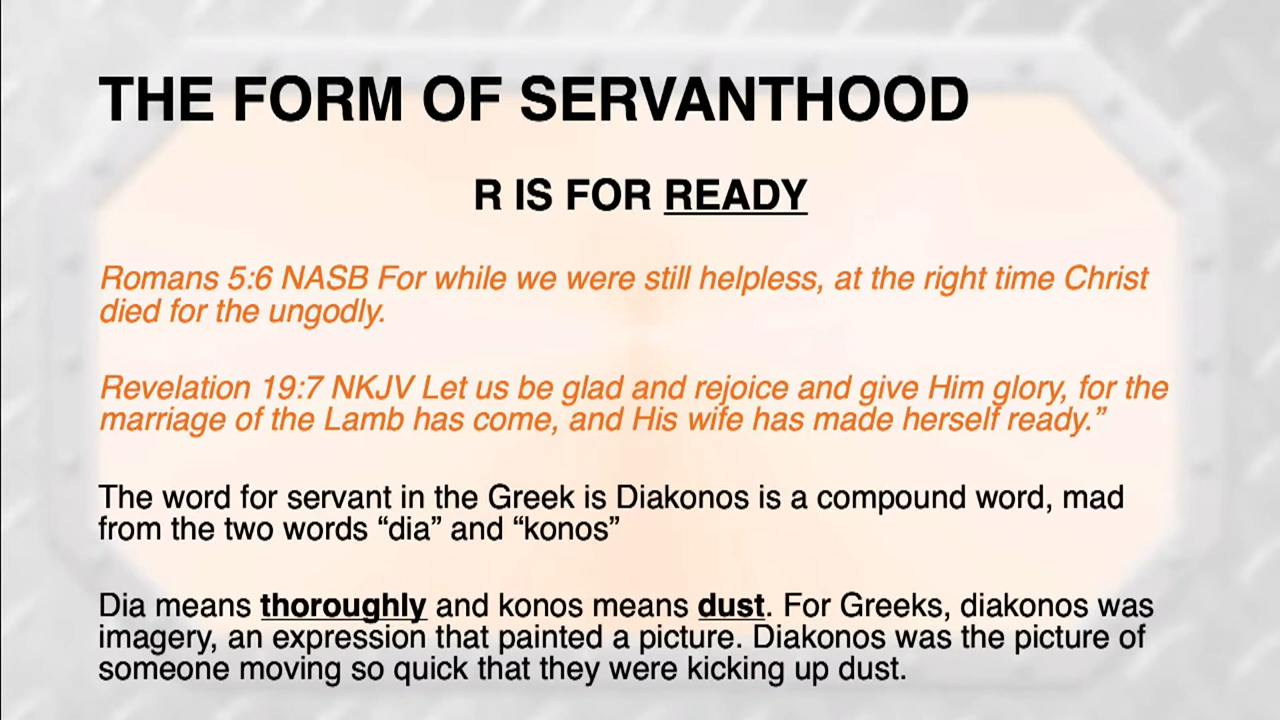 THE FORM OF SERVANTHOOD
R IS FOR READY
Romans 5:6 NASB For while we were still helpless, at the right time Christ
died for the ungodly.
Revelation 19:7 NKJV Let us be glad and rejoice and give Him glory, for the
marriage of the Lamb has come, and His wife has made herself ready.”
The word for servant in the Greek is Diakonos is a compound word, mad
from the two words “dia” and “konos”
Dia means thoroughly and konos means dust. For Greeks, diakonos was
imagery, an expression that painted a picture. Diakonos was the picture of
someone moving so quick that they were kicking up dust.